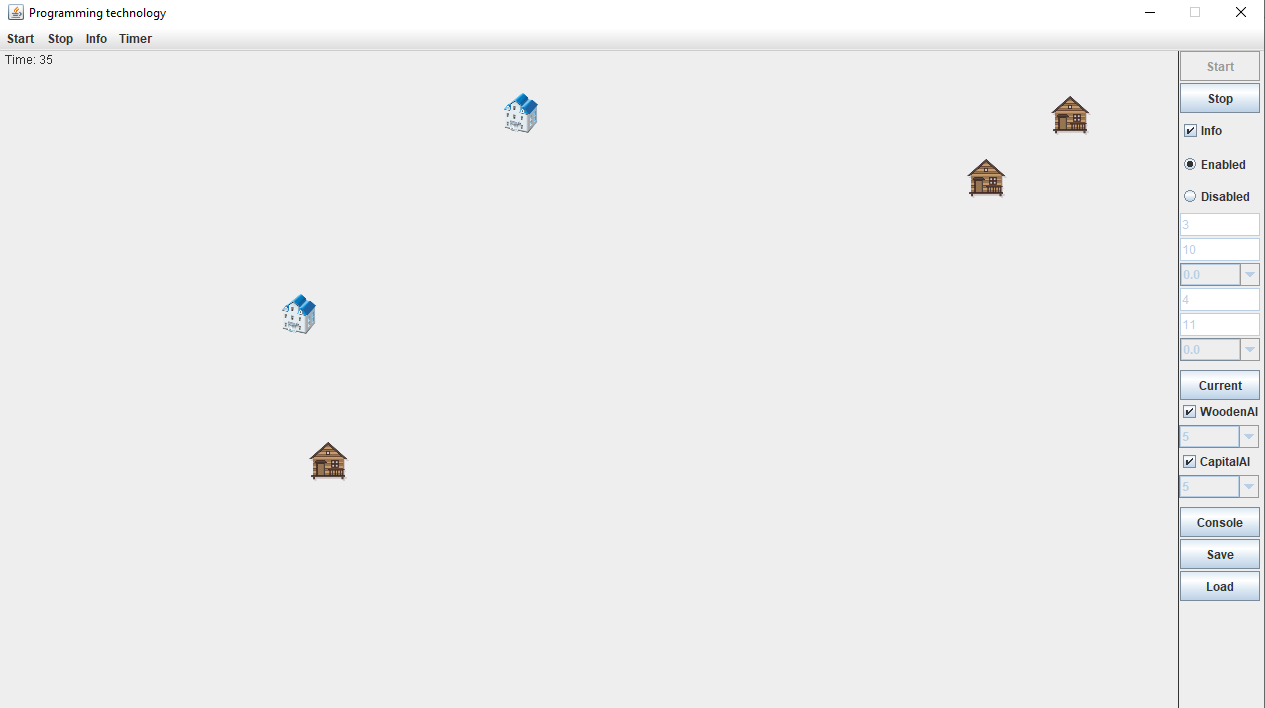 Programming technology
Start Stop Info Timer
Time: 35
Start
Stop
Info
Enabled
Disabled
3
10
0.0
4
11
0.0
Current
WoodenAI
5
CapitalAI
5
Console
Save
Load